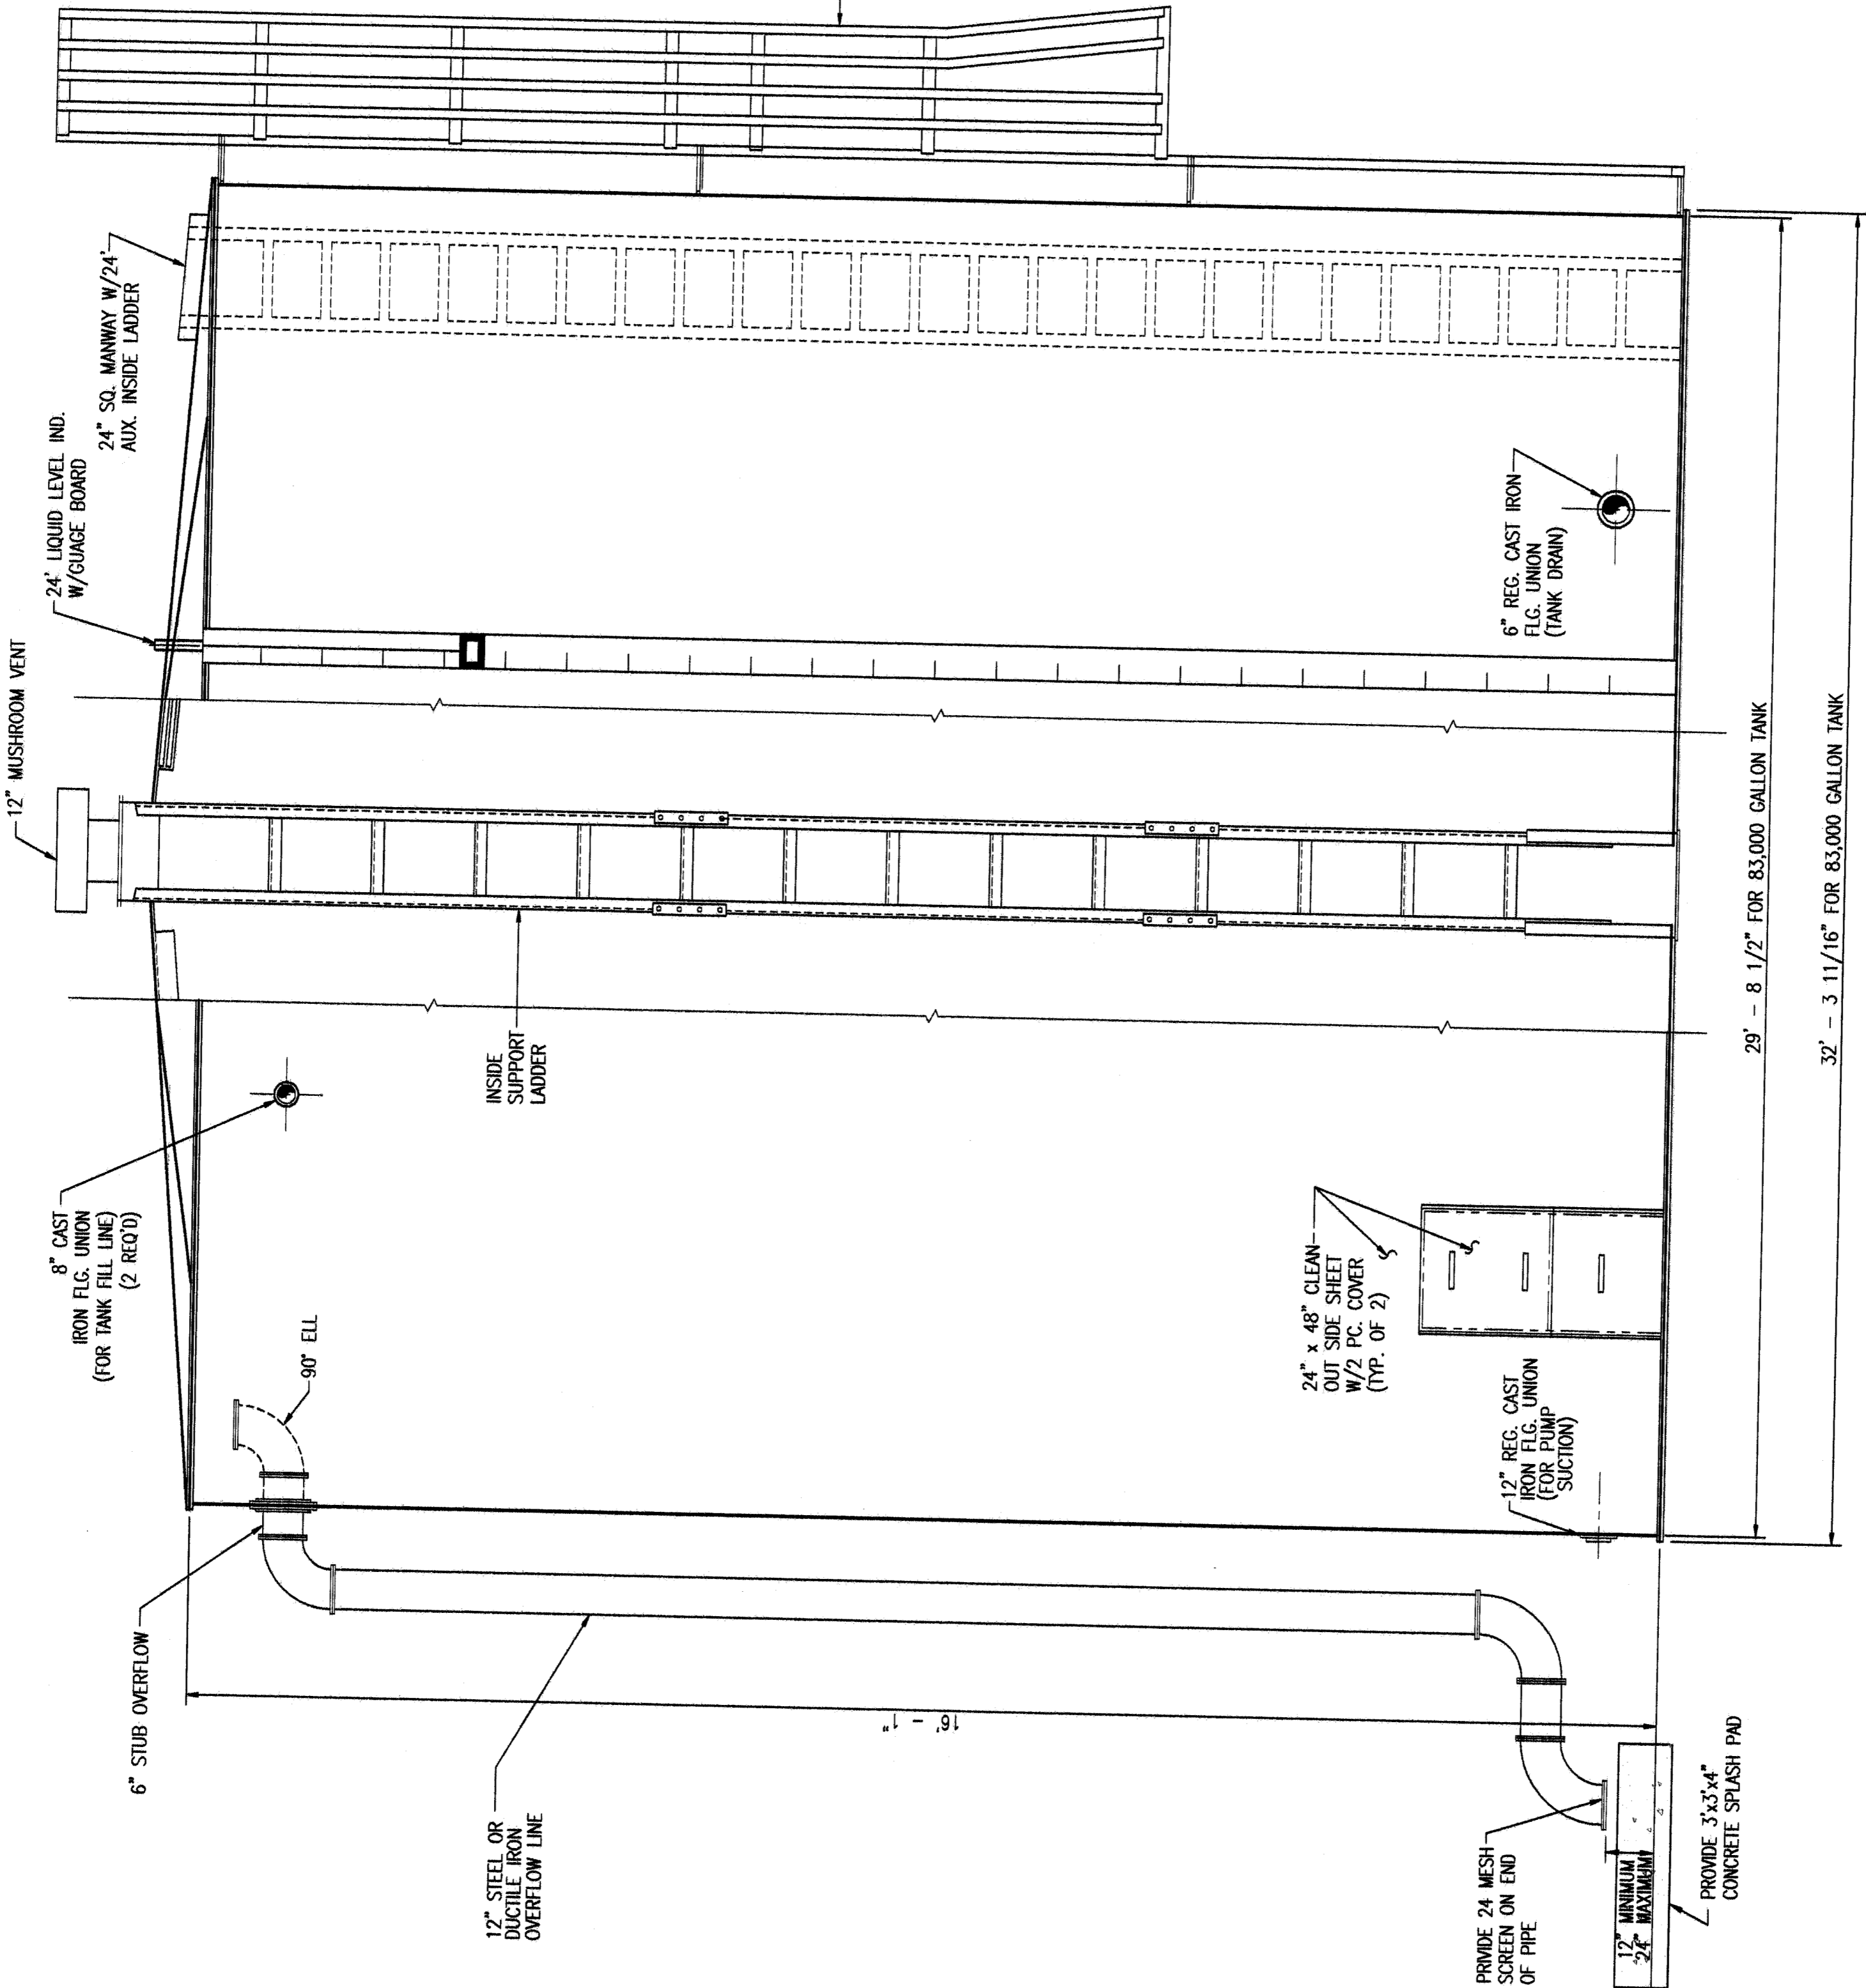 12" MUSHROOM VENT
24' LIQUID LEVEL IND.
W/GUAGE BOARD
24" SQ. MANWAY W/24'
AUX. INSIDE LADDER
8" CAST
IRON FLG. UNION
(FOR TANK FILL LINE)
(2 REQ'D)
90° ELL
6" STUB OVERFLOW
INSIDE
SUPPORT
LADDER
12" STEEL OR
DUCTILE IRON
OVERFLOW LINE
16' - 1"
6" REG. CAST IRON
FLG. UNION
(TANK DRAIN)
24" x 48" CLEAN
OUT SIDE SHEET
W/2 PC. COVER
(TYP. OF 2)
12" REG. CAST
IRON FLG. UNION
(FOR PUMP
SUCTION)
PRIVIDE 24 MESH
SCREEN ON END
OF PIPE
12" MINIMUM
24" MAXIMUM
PROVIDE 3'x3'x4"
CONCRETE SPLASH PAD
29' - 8 1/2" FOR 83,000 GALLON TANK
32' - 3 11/16" FOR 83,000 GALLON TANK